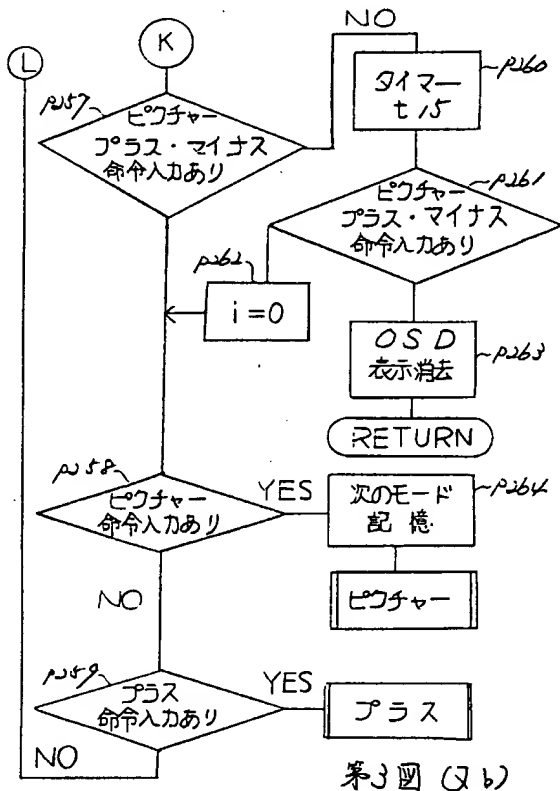 K
NO
L
p257
ピクチャー
プラス・マイナス
命令入力あり
p260
タイマー
t15
p261
ピクチャー
プラス・マイナス
命令入力あり
p262
i=0
OSD
表示消去
p263
RETURN
p258
ピクチャー
命令入力あり
YES
次のモード
記憶
p264
NO
ピクチャー
p259
プラス
命令入力あり
YES
プラス
NO